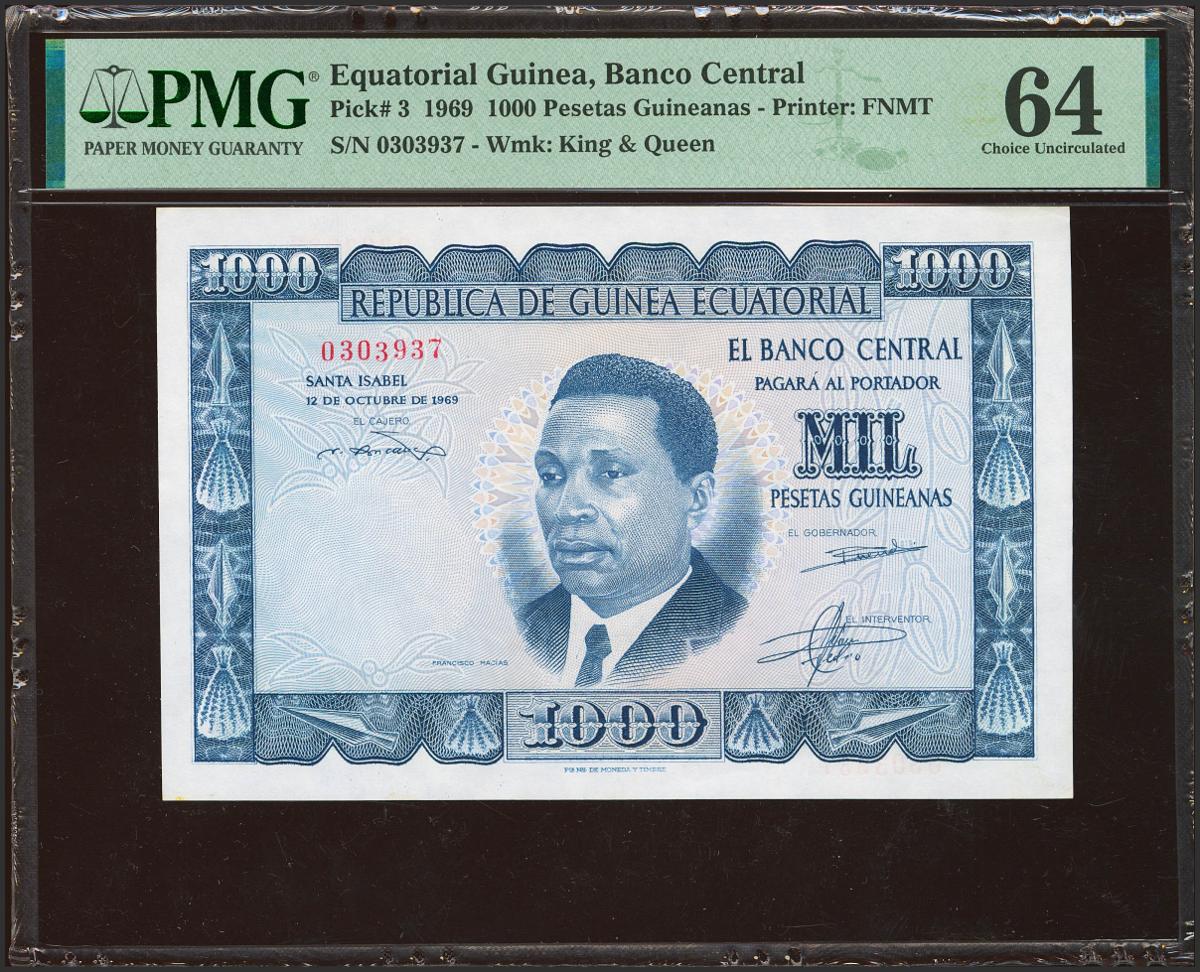 PMG®
PAPER MONEY GUARANTY
Equatorial Guinea, Banco Central
Pick# 3 1969 1000 Pesetas Guineanas - Printer: FNMT
S/N 0303937 - Wmk: King & Queen
64
Choice Uncirculated
1000
1000
REPUBLICA DE GUINEA ECUATORIAL
0303937
SANTA ISABEL
12 DE OCTUBRE DE 1969
EL CAJERO,
EL BANCO CENTRAL
PAGARÁ AL PORTADOR
MIL
PESETAS GUINEANAS
EL GOBERNADOR,
EL INTERVENTOR,
FRANCISCO MACIAS
1000
DE MONEDA Y TIMBRE